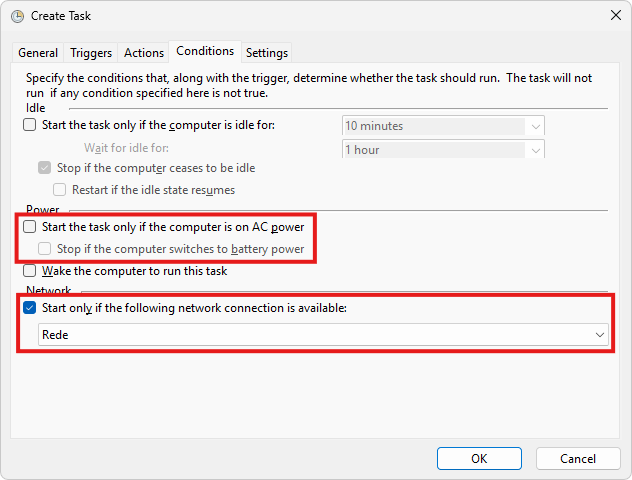 Create Task
General
Triggers
Actions
Conditions
Settings
Specify the conditions that, along with the trigger, determine whether the task should run.  The task will not
run  if any condition specified here is not true.
Idle
Start the task only if the computer is idle for:
10 minutes
Wait for idle for:
1 hour
Stop if the computer ceases to be idle
Restart if the idle state resumes
Power
Start the task only if the computer is on AC power
Stop if the computer switches to battery power
Wake the computer to run this task
Network
Start only if the following network connection is available:
Rede
OK
Cancel